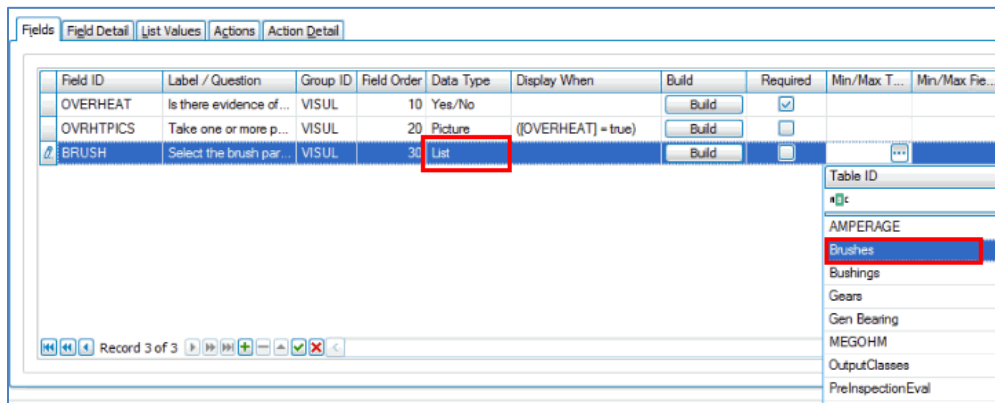 Fields Field Detail List Values Actions Action Detail
Field ID Label / Question Group ID Field Order Data Type Display When Build Required Min/Max T... Min/Max Fie...
OVERHEAT Is there evidence of... VISUL 10 Yes/No Build
OVRHTPICS Take one or more p... VISUL 20 Picture ([OVERHEAT] = true) Build
BRUSH Select the brush par... VISUL 30 List Build ...
Table ID
AMPERAGE
Brushes
Bushings
Gears
Gen Bearing
MEGOHM
OutputClasses
PreInspectionEval
Record 3 of 3